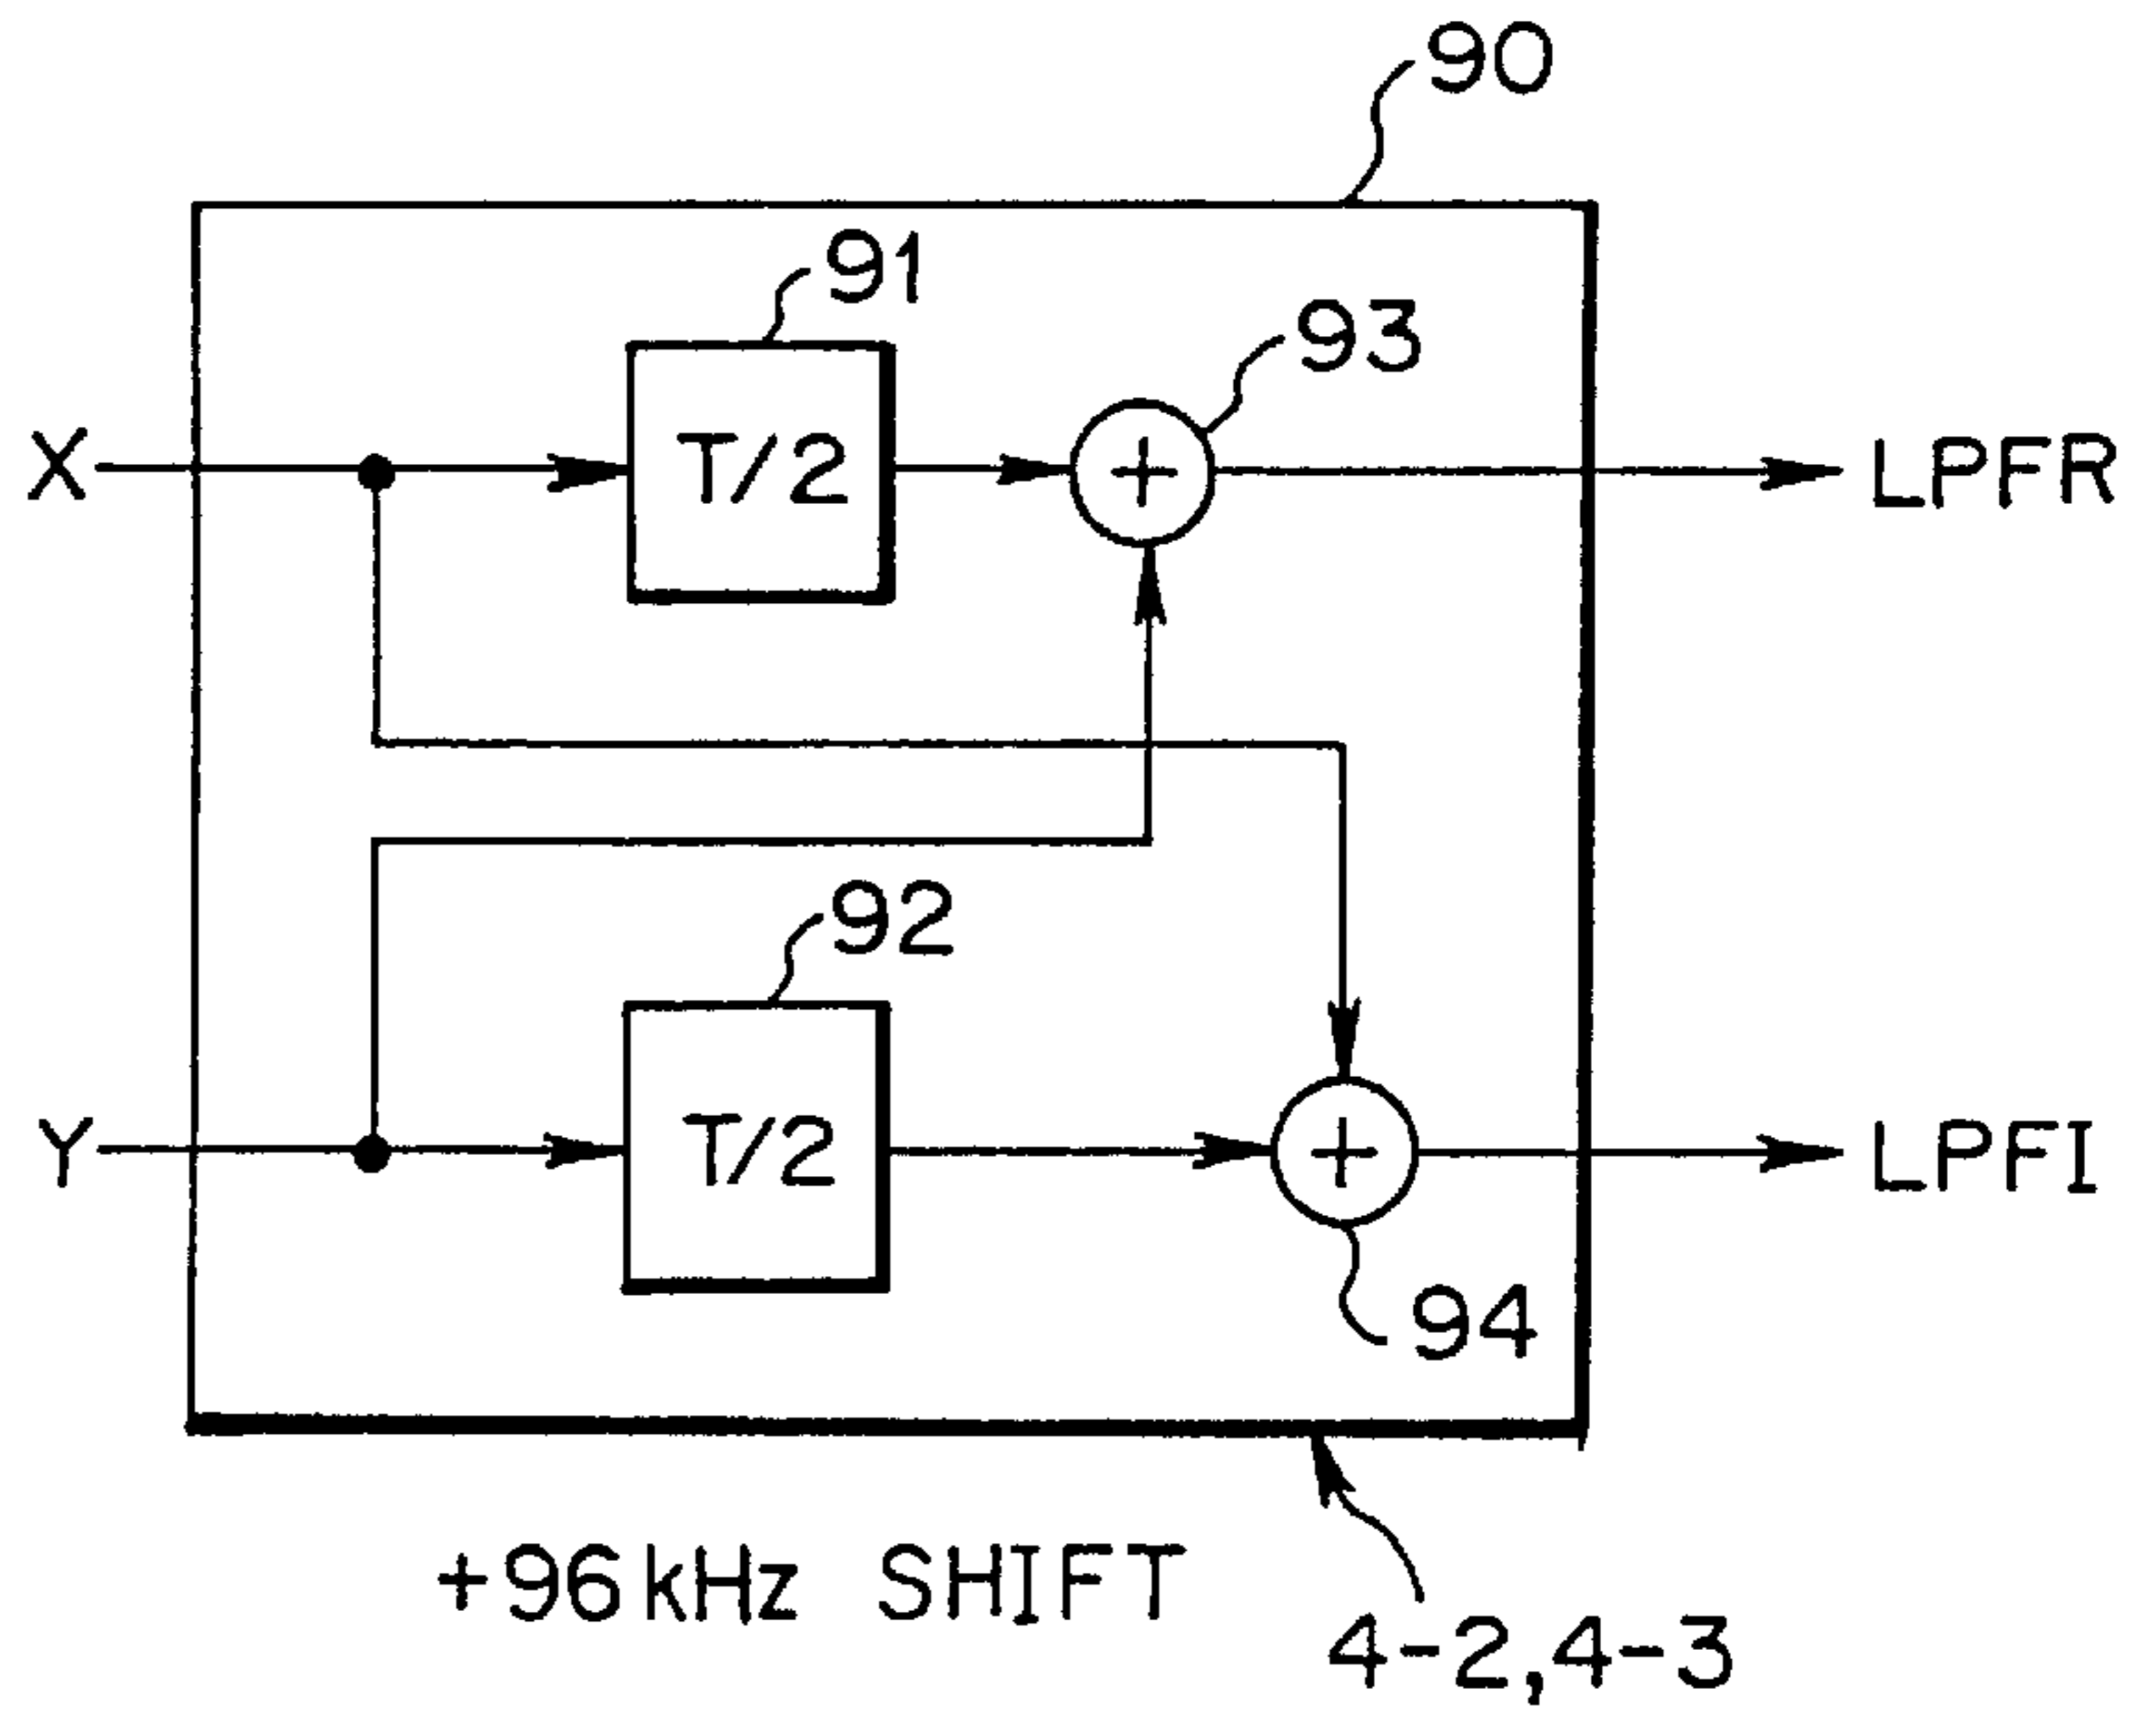 90
91
93
X
T/2
+
LPFR
92
Y
T/2
+
LPFI
94
+96kHz SHIFT
4-2,4-3